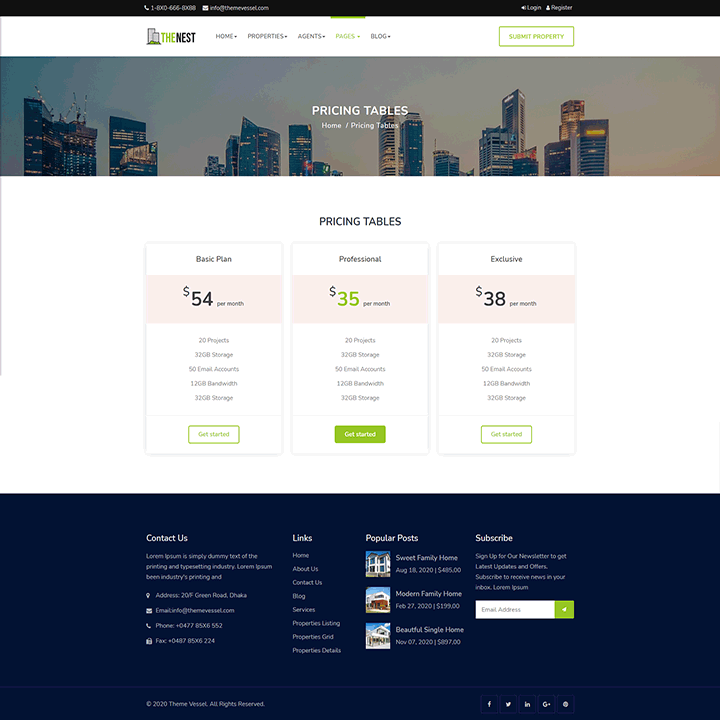 1-8X0-666-8X88 info@themevessel.com Login Register
THENEST HOME PROPERTIES AGENTS PAGES BLOG SUBMIT PROPERTY
PRICING TABLES
Home / Pricing Tables
PRICING TABLES
Basic Plan
$54 per month
20 Projects
32GB Storage
50 Email Accounts
12GB Bandwidth
32GB Storage
Get started
Professional
$35 per month
20 Projects
32GB Storage
50 Email Accounts
12GB Bandwidth
32GB Storage
Get started
Exclusive
$38 per month
20 Projects
32GB Storage
50 Email Accounts
12GB Bandwidth
32GB Storage
Get started
Contact Us
Lorem Ipsum is simply dummy text of the
printing and typesetting industry. Lorem Ipsum
been industry's printing and
Address: 20/F Green Road, Dhaka
Email:info@themevessel.com
Phone: +0477 85X6 552
Fax: +0487 85X6 224
Links
Home
About Us
Contact Us
Blog
Services
Properties Listing
Properties Grid
Properties Details
Popular Posts
Sweet Family Home
Aug 18, 2020 | $485,00
Modern Family Home
Feb 27, 2020 | $199,00
Beautful Single Home
Nov 07, 2020 | $897,00
Subscribe
Sign Up for Our Newsletter to get
Latest Updates and Offers.
Subscribe to receive news in your
inbox. Lorem Ipsum
Email Address
© 2020 Theme Vessel. All Rights Reserved.